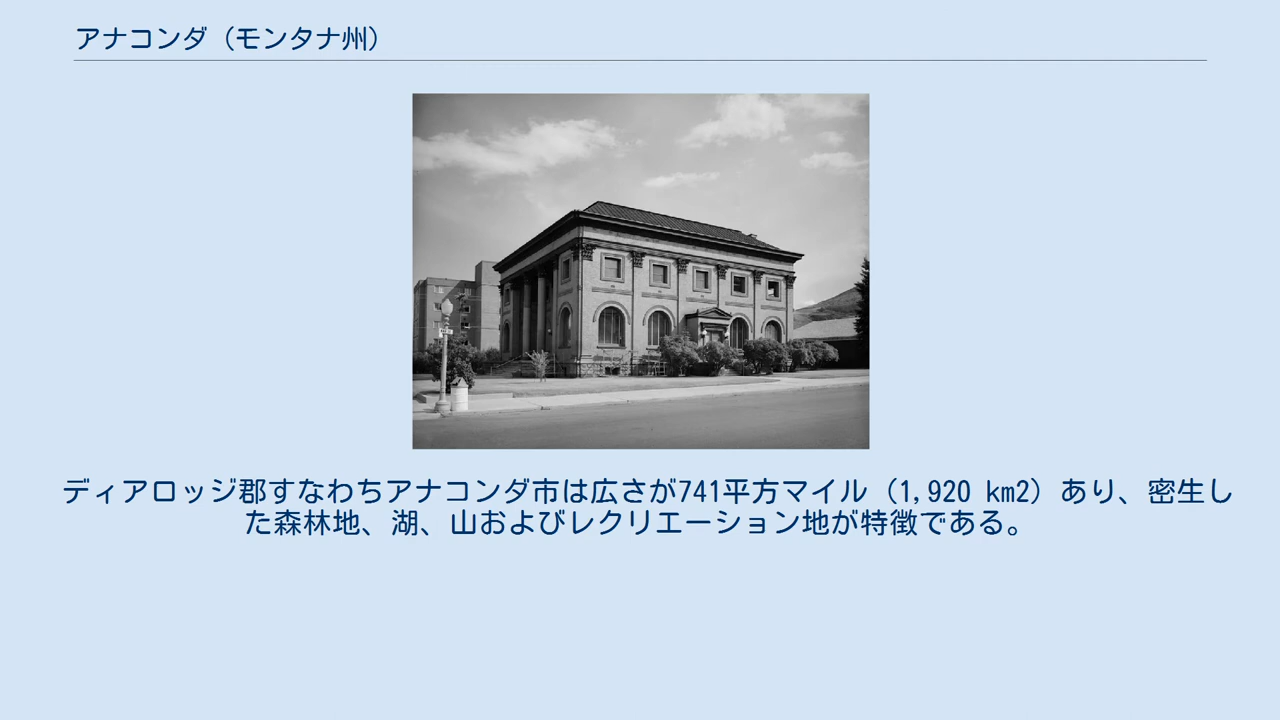 アナコンダ（モンタナ州）
ディアロッジ郡すなわちアナコンダ市は広さが741平方マイル（1,920 km2）あり、密生し
た森林地、湖、山およびレクリエーション地が特徴である。